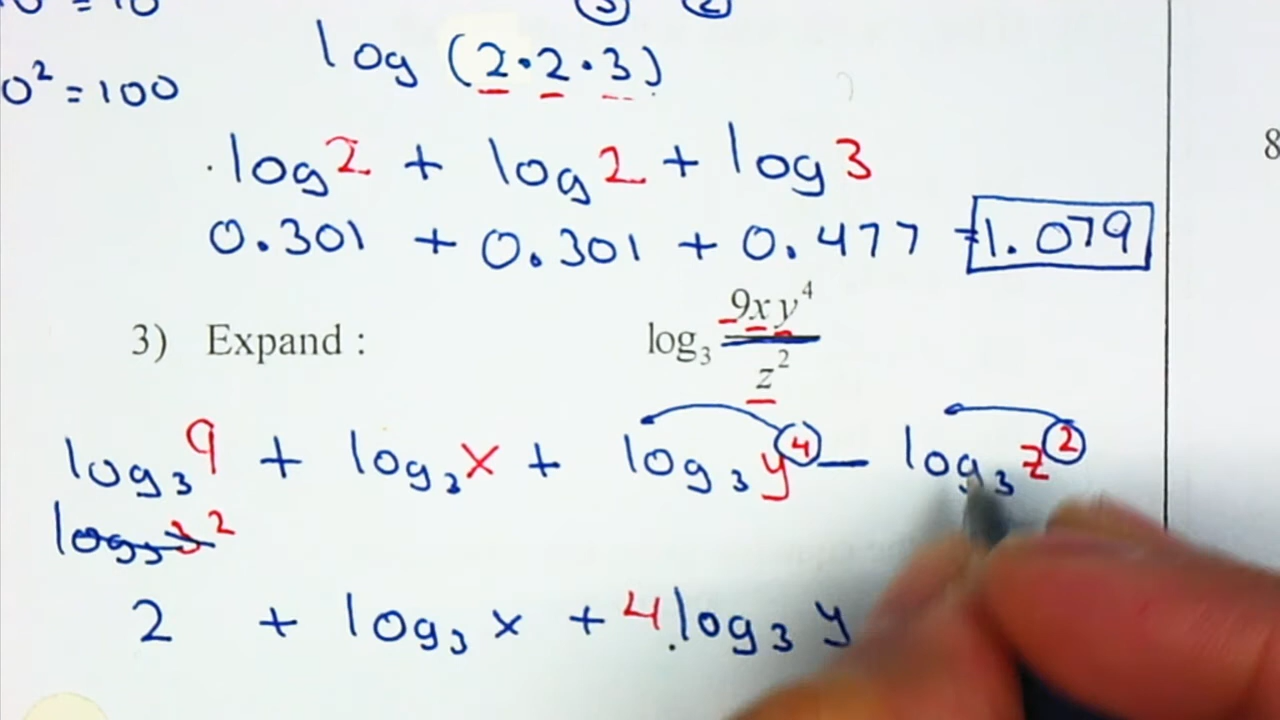 log (2·2·3)
0² = 100
log 2 + log 2 + log 3
0.301 + 0.301 + 0.477 = 1.079
8
3) Expand : log₃ 9xy⁴ / z²
log₃ 9 + log₃ x + log₃ y⁴ − log₃ z²
log₃ 3²
2 + log₃ x + 4 log₃ y